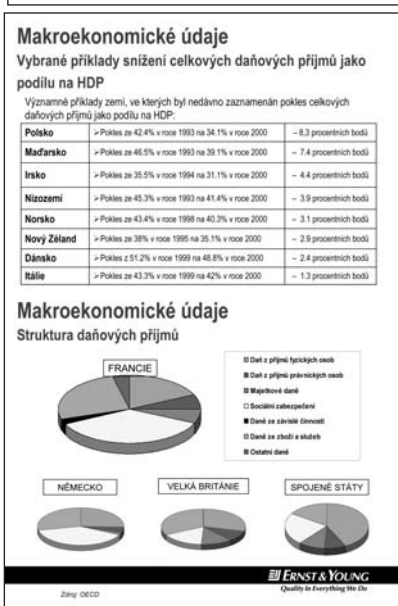 Makroekonomické údaje
Vybrané příklady snížení celkových daňových příjmů jako
podílu na HDP
Významné příklady zemí, ve kterých byl nedávno zaznamenán pokles celkových
daňových příjmů jako podílu na HDP:
Polsko ➢ Pokles ze 42.4% v roce 1993 na 34.1% v roce 2000 – 8,3 procentních bodů
Maďarsko ➢ Pokles ze 46.5% v roce 1993 na 39.1% v roce 2000 – 7.4 procentních bodů
Irsko ➢ Pokles ze 35.5% v roce 1994 na 31.1% v roce 2000 – 4.4 procentních bodů
Nizozemí ➢ Pokles ze 45.3% v roce 1993 na 41.4% v roce 2000 – 3.9 procentních bodů
Norsko ➢ Pokles ze 43.4% v roce 1998 na 40.3% v roce 2000 – 3.1 procentních bodů
Nový Zéland ➢ Pokles ze 38% v roce 1995 na 35.1% v roce 2000 – 2.9 procentních bodů
Dánsko ➢ Pokles z 51.2% v roce 1999 na 48.8% v roce 2000 – 2.4 procentních bodů
Itálie ➢ Pokles ze 43.3% v roce 1999 na 42% v roce 2000 – 1.3 procentních bodů
Makroekonomické údaje
Struktura daňových příjmů
FRANCIE
Daň z příjmů fyzických osob
Daň z příjmů právnických osob
Majetkové daně
Sociální zabezpečení
Daně ze závislé činnosti
Daně ze zboží a služeb
Ostatní daně
NĚMECKO VELKÁ BRITÁNIE SPOJENÉ STÁTY
ERNST & YOUNG
Quality In Everything We Do
Zdroj: OECD